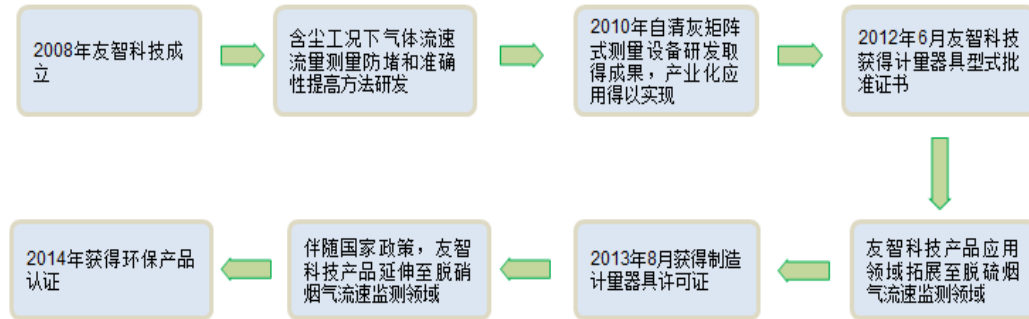 2008年友智科技成
立
含尘工况下气体流速
流量测量防堵和准确
性提高方法研发
2010年自清灰矩阵
式测量设备研发取
得成果，产业化应
用得以实现
2012年6月友智科技
获得计量器具型式批
准证书
友智科技产品应用
领域拓展至脱硫烟
气流速监测领域
2013年8月获得制造
计量器具许可证
伴随国家政策，友智
科技产品延伸至脱硝
烟气流速监测领域
2014年获得环保产品
认证